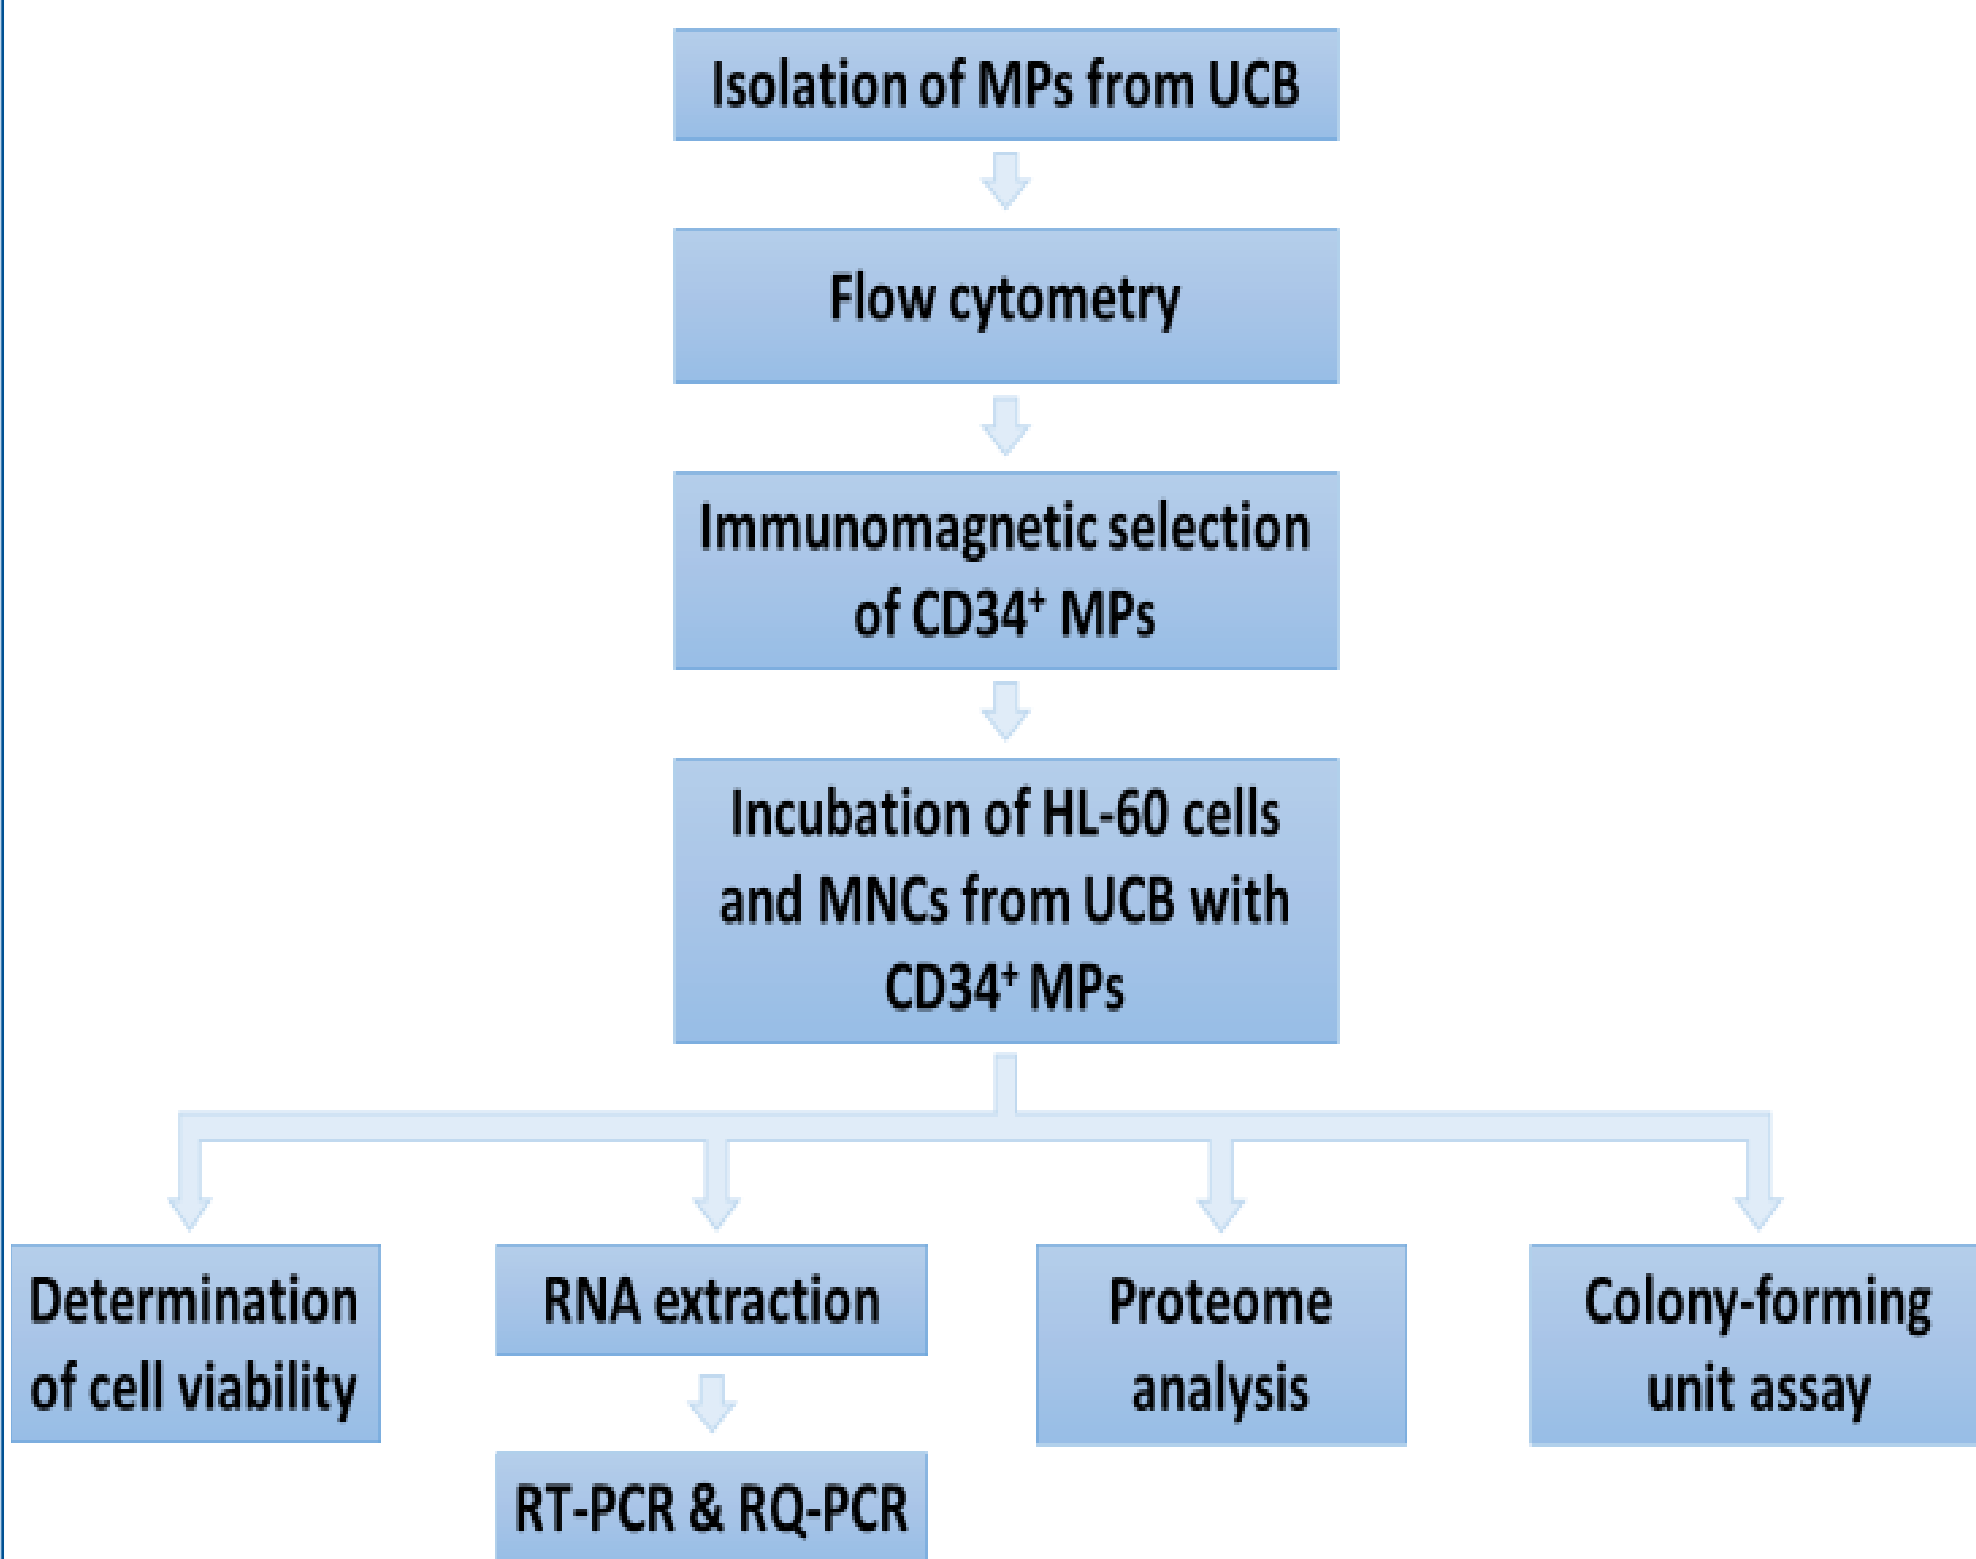 Isolation of MPs from UCB
Flow cytometry
Immunomagnetic selection
of CD34⁺ MPs
Incubation of HL-60 cells
and MNCs from UCB with
CD34⁺ MPs
Determination
of cell viability
RNA extraction
RT-PCR & RQ-PCR
Proteome
analysis
Colony-forming
unit assay